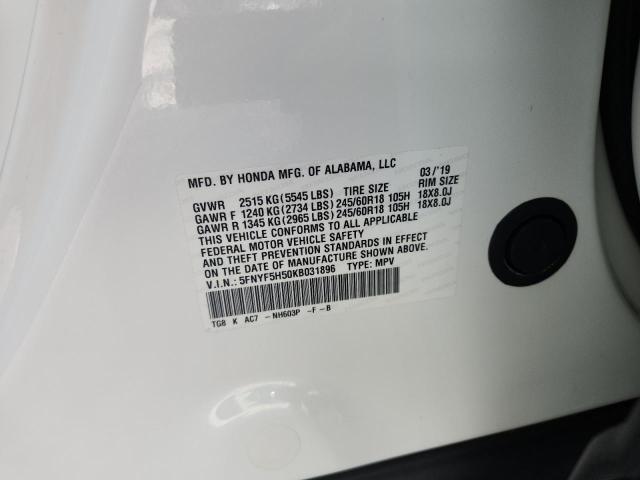 MFD. BY HONDA MFG. OF ALABAMA, LLC 03/'19
GVWR 2515 KG (5545 LBS) TIRE SIZE RIM SIZE
GAWR F 1240 KG (2734 LBS) 245/60R18 105H 18X8.0J
GAWR R 1345 KG (2965 LBS) 245/60R18 105H 18X8.0J
THIS VEHICLE CONFORMS TO ALL APPLICABLE
FEDERAL MOTOR VEHICLE SAFETY
AND THEFT PREVENTION STANDARDS IN EFFECT
ON THE DATE OF MANUFACTURE SHOWN ABOVE.
V.I.N.: 5FNYF5H50KB031896 TYPE: MPV
TG8 K AC7 -NH603P -F -B